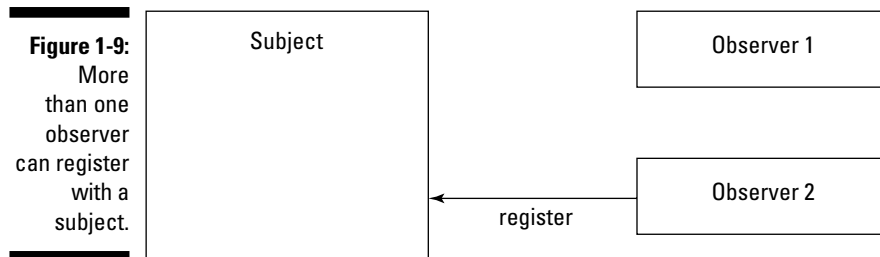 Figure 1-9:
More
than one
observer
can register
with a
subject.
Subject
Observer 1
Observer 2
register